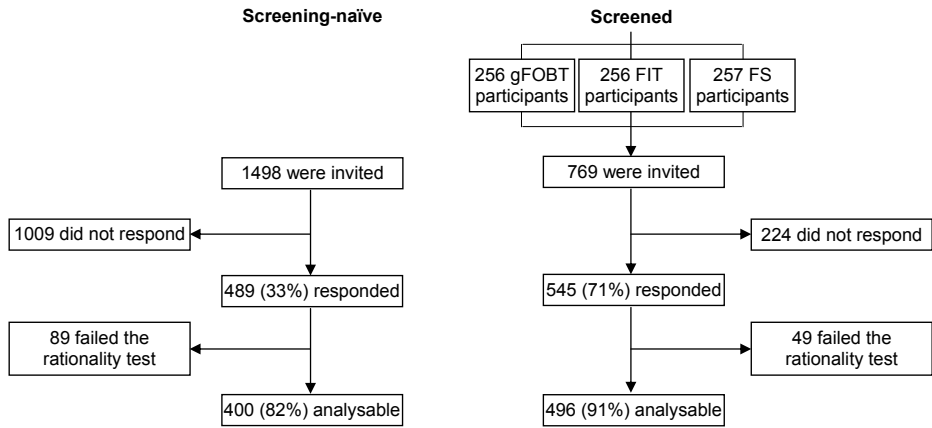 Screening-naïve
Screened
256 gFOBT
participants
256 FIT
participants
257 FS
participants
1498 were invited
769 were invited
1009 did not respond
224 did not respond
489 (33%) responded
545 (71%) responded
89 failed the
rationality test
49 failed the
rationality test
400 (82%) analysable
496 (91%) analysable